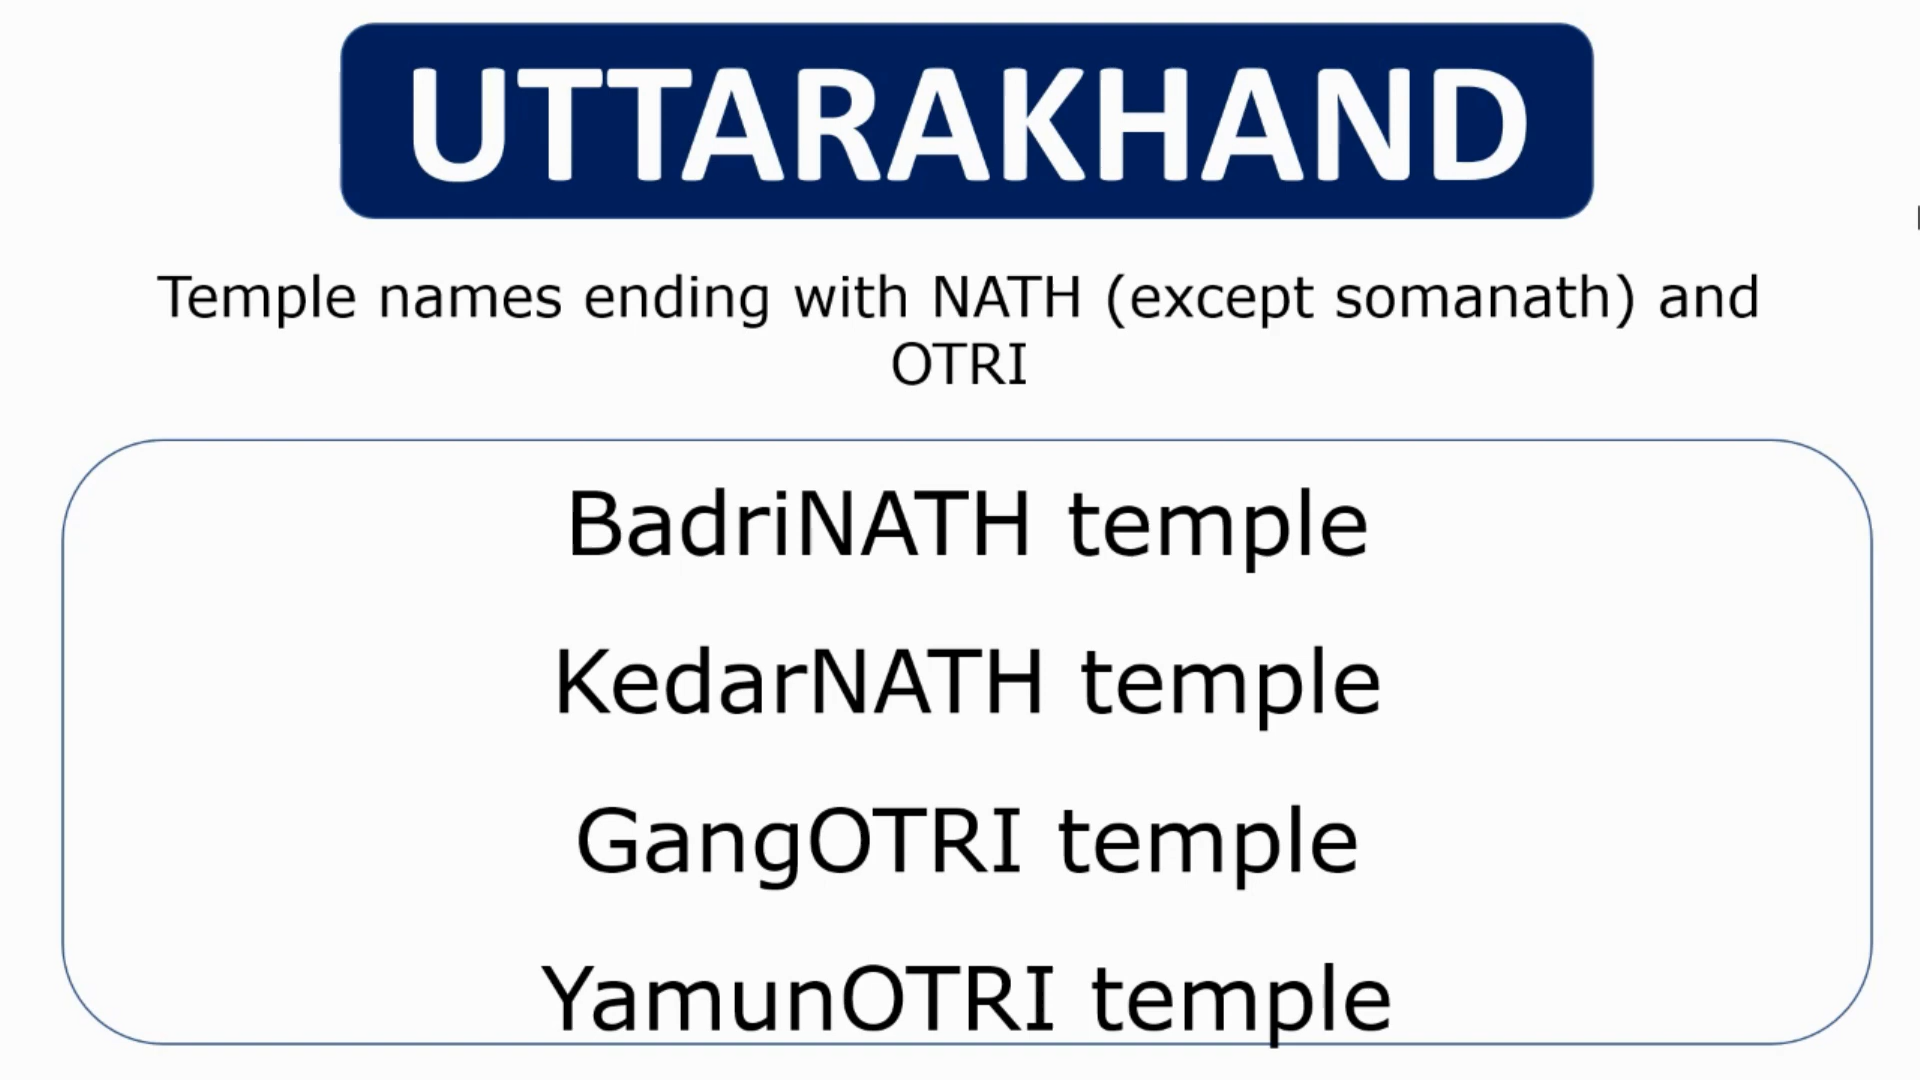 UTTARAKHAND
Temple names ending with NATH (except somanath) and
OTRI
BadriNATH temple
KedarNATH temple
GangOTRI temple
YamunOTRI temple